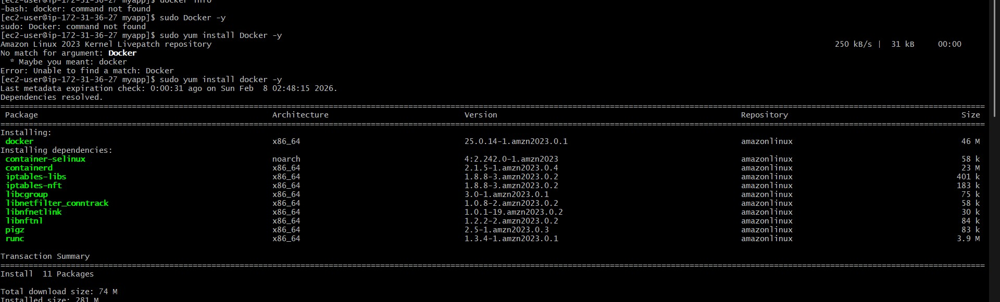 [ec2-user@ip-172-31-36-27 myapp]$ docker info
-bash: docker: command not found
[ec2-user@ip-172-31-36-27 myapp]$ sudo Docker -y
sudo: Docker: command not found
[ec2-user@ip-172-31-36-27 myapp]$ sudo yum install Docker -y
Amazon Linux 2023 Kernel Livepatch repository 250 kB/s | 31 kB 00:00
No match for argument: Docker
* Maybe you meant: docker
Error: Unable to find a match: Docker
[ec2-user@ip-172-31-36-27 myapp]$ sudo yum install docker -y
Last metadata expiration check: 0:00:31 ago on Sun Feb  8 02:48:15 2026.
Dependencies resolved.
Package Architecture Version Repository Size
Installing:
docker x86_64 25.0.14-1.amzn2023.0.1 amazonlinux 46 M
Installing dependencies:
container-selinux noarch 4:2.242.0-1.amzn2023 amazonlinux 58 k
containerd x86_64 2.1.5-1.amzn2023.0.4 amazonlinux 23 M
iptables-libs x86_64 1.8.8-3.amzn2023.0.2 amazonlinux 401 k
iptables-nft x86_64 1.8.8-3.amzn2023.0.2 amazonlinux 183 k
libcgroup x86_64 3.0-1.amzn2023.0.1 amazonlinux 75 k
libnetfilter_conntrack x86_64 1.0.8-2.amzn2023.0.2 amazonlinux 58 k
libnfnetlink x86_64 1.0.1-19.amzn2023.0.2 amazonlinux 30 k
libnftnl x86_64 1.2.2-2.amzn2023.0.2 amazonlinux 84 k
pigz x86_64 2.5-1.amzn2023.0.3 amazonlinux 83 k
runc x86_64 1.3.4-1.amzn2023.0.1 amazonlinux 3.9 M
Transaction Summary
Install  11 Packages
Total download size: 74 M
Installed size: 281 M